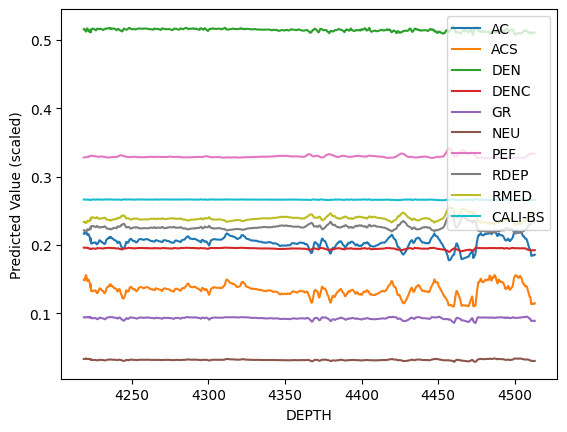 0.5
0.4
0.3
0.2
0.1
Predicted Value (scaled)
4250
4300
4350
4400
4450
4500
DEPTH
AC
ACS
DEN
DENC
GR
NEU
PEF
RDEP
RMED
CALI-BS